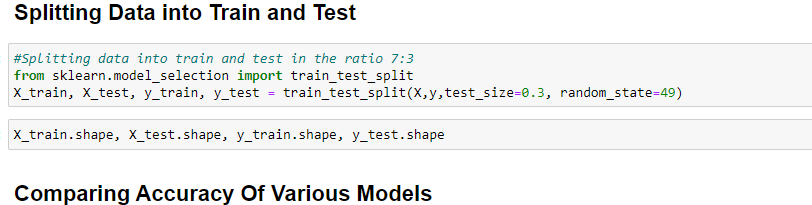 Splitting Data into Train and Test
#Splitting data into train and test in the ratio 7:3
from sklearn.model_selection import train_test_split
X_train, X_test, y_train, y_test = train_test_split(X,y,test_size=0.3, random_state=49)
X_train.shape, X_test.shape, y_train.shape, y_test.shape
Comparing Accuracy Of Various Models